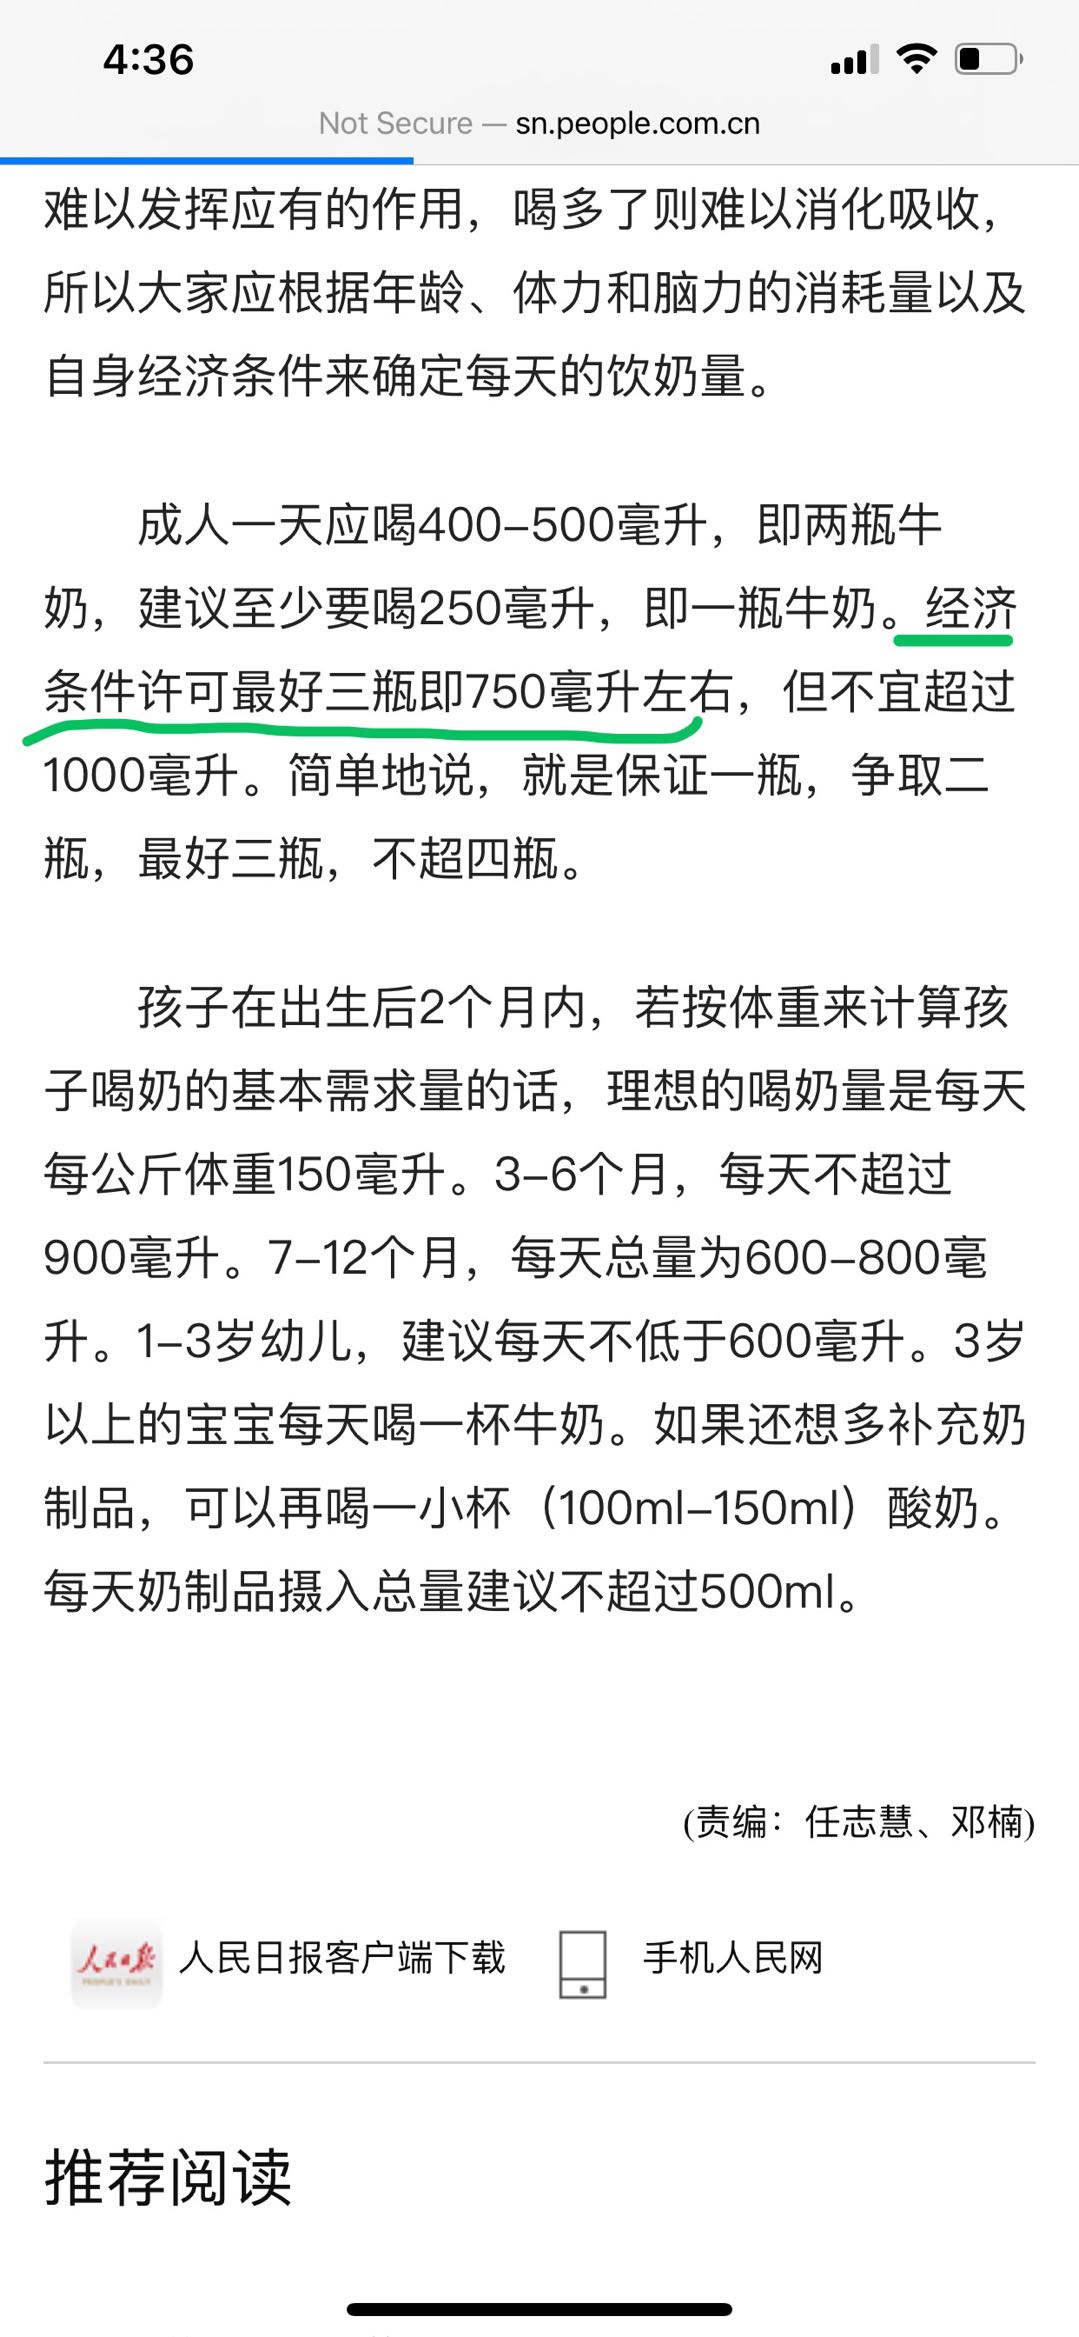 4:36
Not Secure — sn.people.com.cn
难以发挥应有的作用，喝多了则难以消化吸收，
所以大家应根据年龄、体力和脑力的消耗量以及
自身经济条件来确定每天的饮奶量。
成人一天应喝400-500毫升，即两瓶牛
奶，建议至少要喝250毫升，即一瓶牛奶。经济
条件许可最好三瓶即750毫升左右，但不宜超过
1000毫升。简单地说，就是保证一瓶，争取二
瓶，最好三瓶，不超四瓶。
孩子在出生后2个月内，若按体重来计算孩
子喝奶的基本需求量的话，理想的喝奶量是每天
每公斤体重150毫升。3-6个月，每天不超过
900毫升。7-12个月，每天总量为600-800毫
升。1-3岁幼儿，建议每天不低于600毫升。3岁
以上的宝宝每天喝一杯牛奶。如果还想多补充奶
制品，可以再喝一小杯（100ml-150ml）酸奶。
每天奶制品摄入总量建议不超过500ml。
(责编：任志慧、邓楠)
人民日报
PEOPLE'S DAILY
人民日报客户端下载
手机人民网
推荐阅读